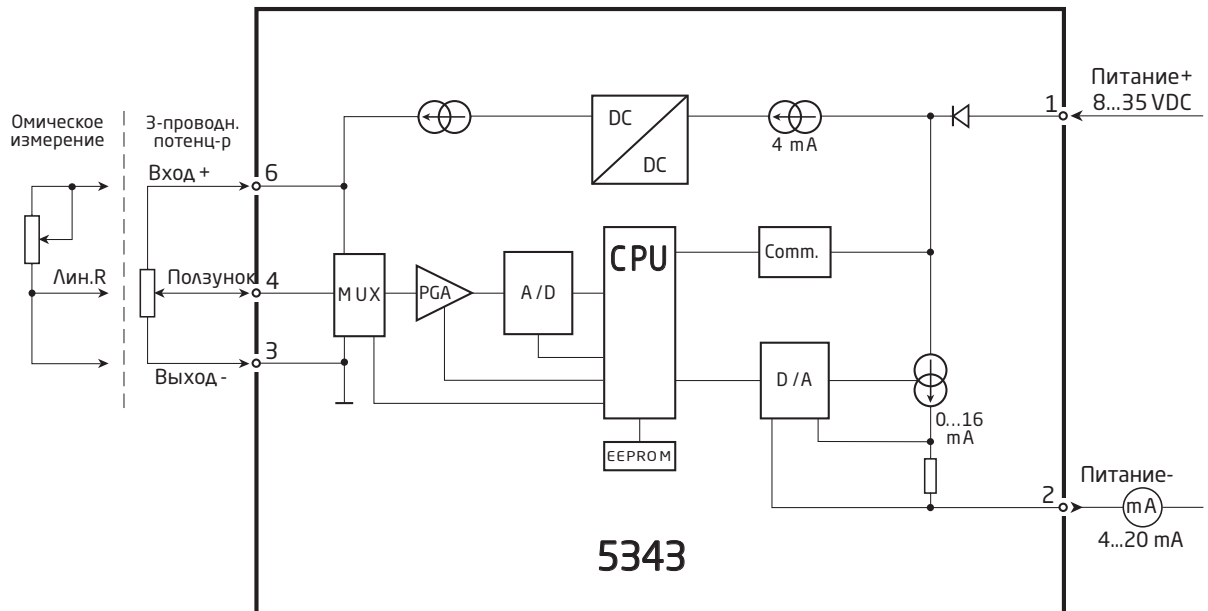 Питание+
8...35 VDC
1
DC
DC
4 mA
Омическое
измерение
3-проводн.
потенц-р
Вход +
6
CPU
Comm.
Лин.R
Ползунок
4
MUX
PGA
A/D
3
Выход -
D/A
0...16
mA
EEPROM
Питание-
2
mA
4...20 mA
5343